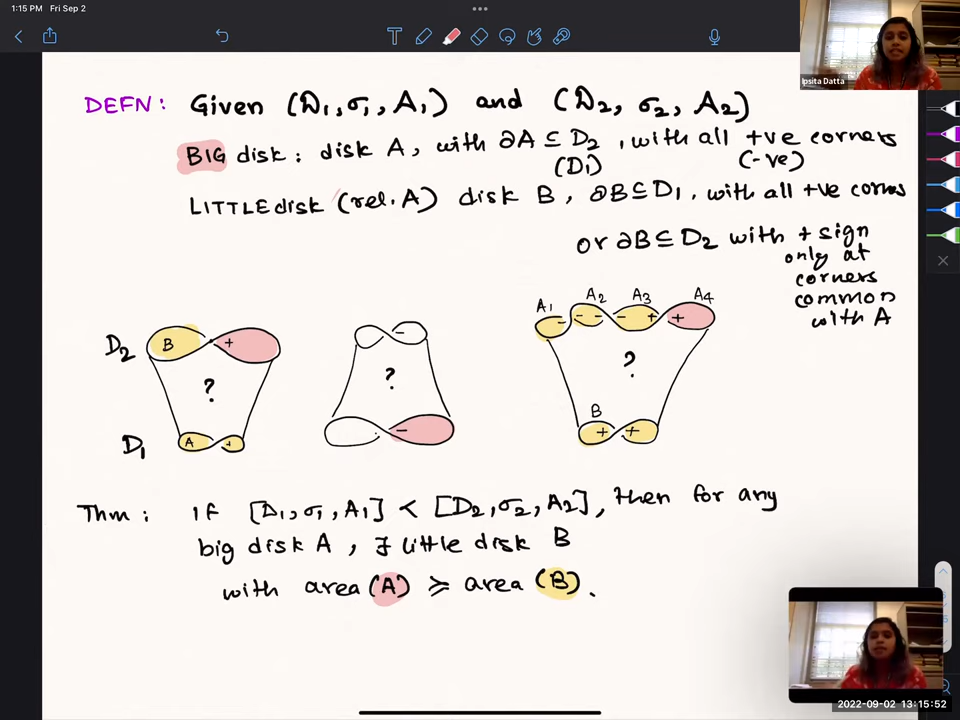 1:15 PM Fri Sep 2
Ipsita Datta
DEFN: Given (D1, σ1, A1) and (D2, σ2, A2)
BIG disk: disk A, with ∂A ⊆ D2, with all +ve corners
(D1) (-ve)
LITTLE disk (rel. A) disk B, ∂B ⊆ D1, with all +ve corners
or ∂B ⊆ D2 with + sign
only at
corners
common
with A
A1 A2 A3 A4
- - - - + +
D2 B + - ?
? ?
B
D1 A + - + +
Thm: If [D1, σ1, A1] < [D2, σ2, A2], then for any
big disk A, ∃ little disk B
with area (A) ⩾ area (B).
2022-09-02 13:15:52